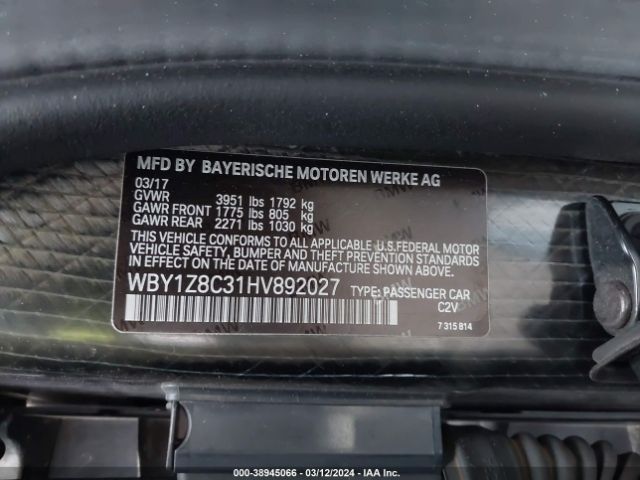 MFD BY BAYERISCHE MOTOREN WERKE AG
03/17
GVWR 3951 lbs 1792 kg
GAWR FRONT 1775 lbs 805 kg
GAWR REAR 2271 lbs 1030 kg
THIS VEHICLE CONFORMS TO ALL APPLICABLE U.S.FEDERAL MOTOR
VEHICLE SAFETY, BUMPER, AND THEFT PREVENTION STANDARDS
IN EFFECT ON THE DATE OF MANUFACTURE SHOWN ABOVE.
WBY1Z8C31HV892027 TYPE: PASSENGER CAR
C2V
7 315 814
000-38945066 - 03/12/2024 - IAA Inc.